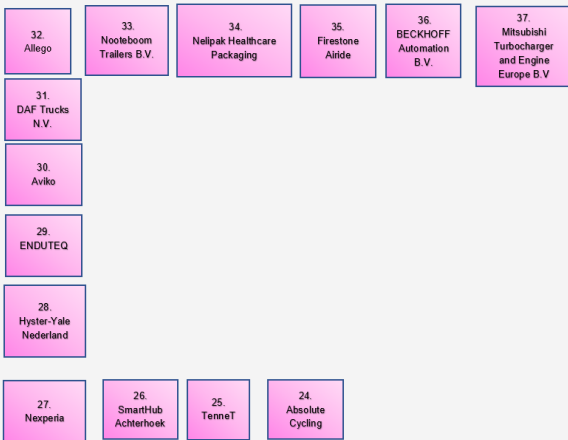 32.
Allego
33.
Nooteboom
Trailers B.V.
34.
Nelipak Healthcare
Packaging
35.
Firestone
Airide
36.
BECKHOFF
Automation
B.V.
37.
Mitsubishi
Turbocharger
and Engine
Europe B.V
31.
DAF Trucks
N.V.
30.
Aviko
29.
ENDUTEQ
28.
Hyster-Yale
Nederland
27.
Nexperia
26.
SmartHub
Achterhoek
25.
TenneT
24.
Absolute
Cycling